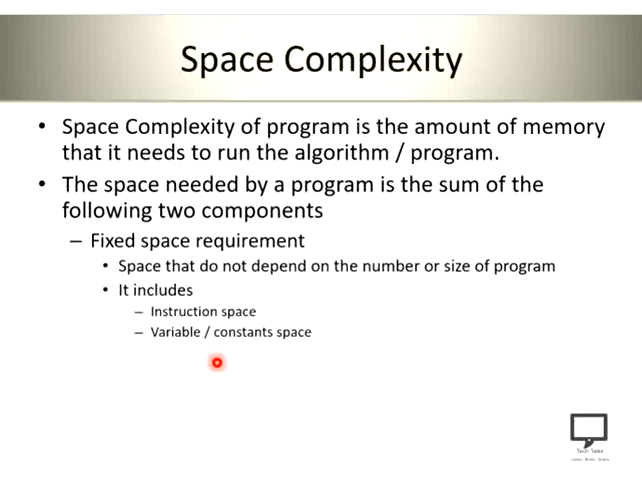 Space Complexity
• Space Complexity of program is the amount of memory
that it needs to run the algorithm / program.
• The space needed by a program is the sum of the
following two components
– Fixed space requirement
• Space that do not depend on the number or size of program
• It includes
– Instruction space
– Variable / constants space
Tech Talks